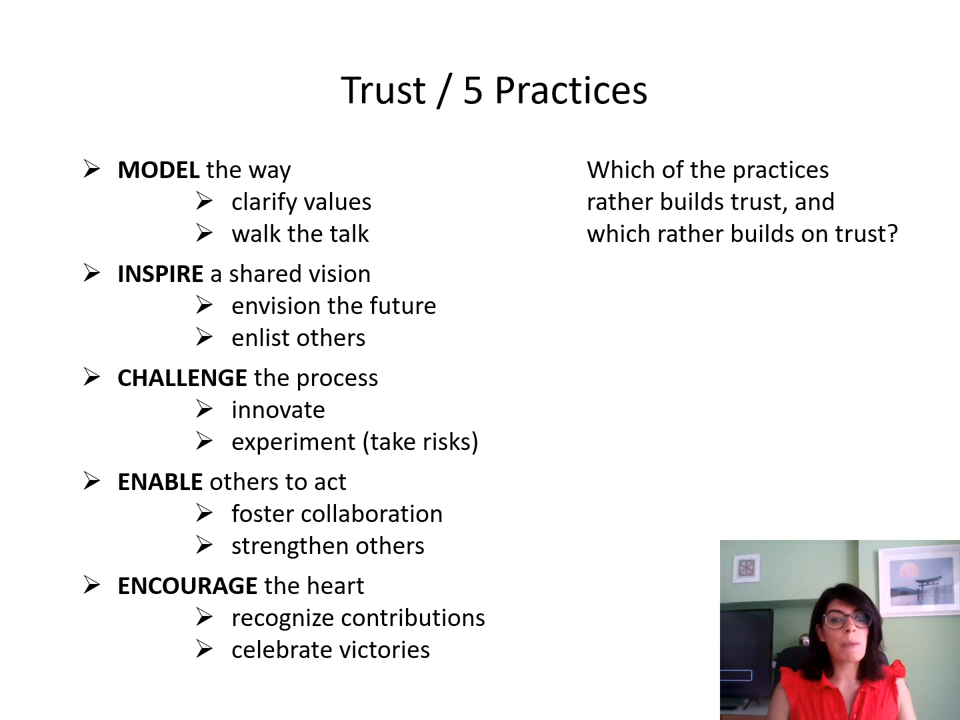 Trust / 5 Practices
MODEL the way
clarify values
walk the talk
INSPIRE a shared vision
envision the future
enlist others
CHALLENGE the process
innovate
experiment (take risks)
ENABLE others to act
foster collaboration
strengthen others
ENCOURAGE the heart
recognize contributions
celebrate victories
Which of the practices
rather builds trust, and
which rather builds on trust?